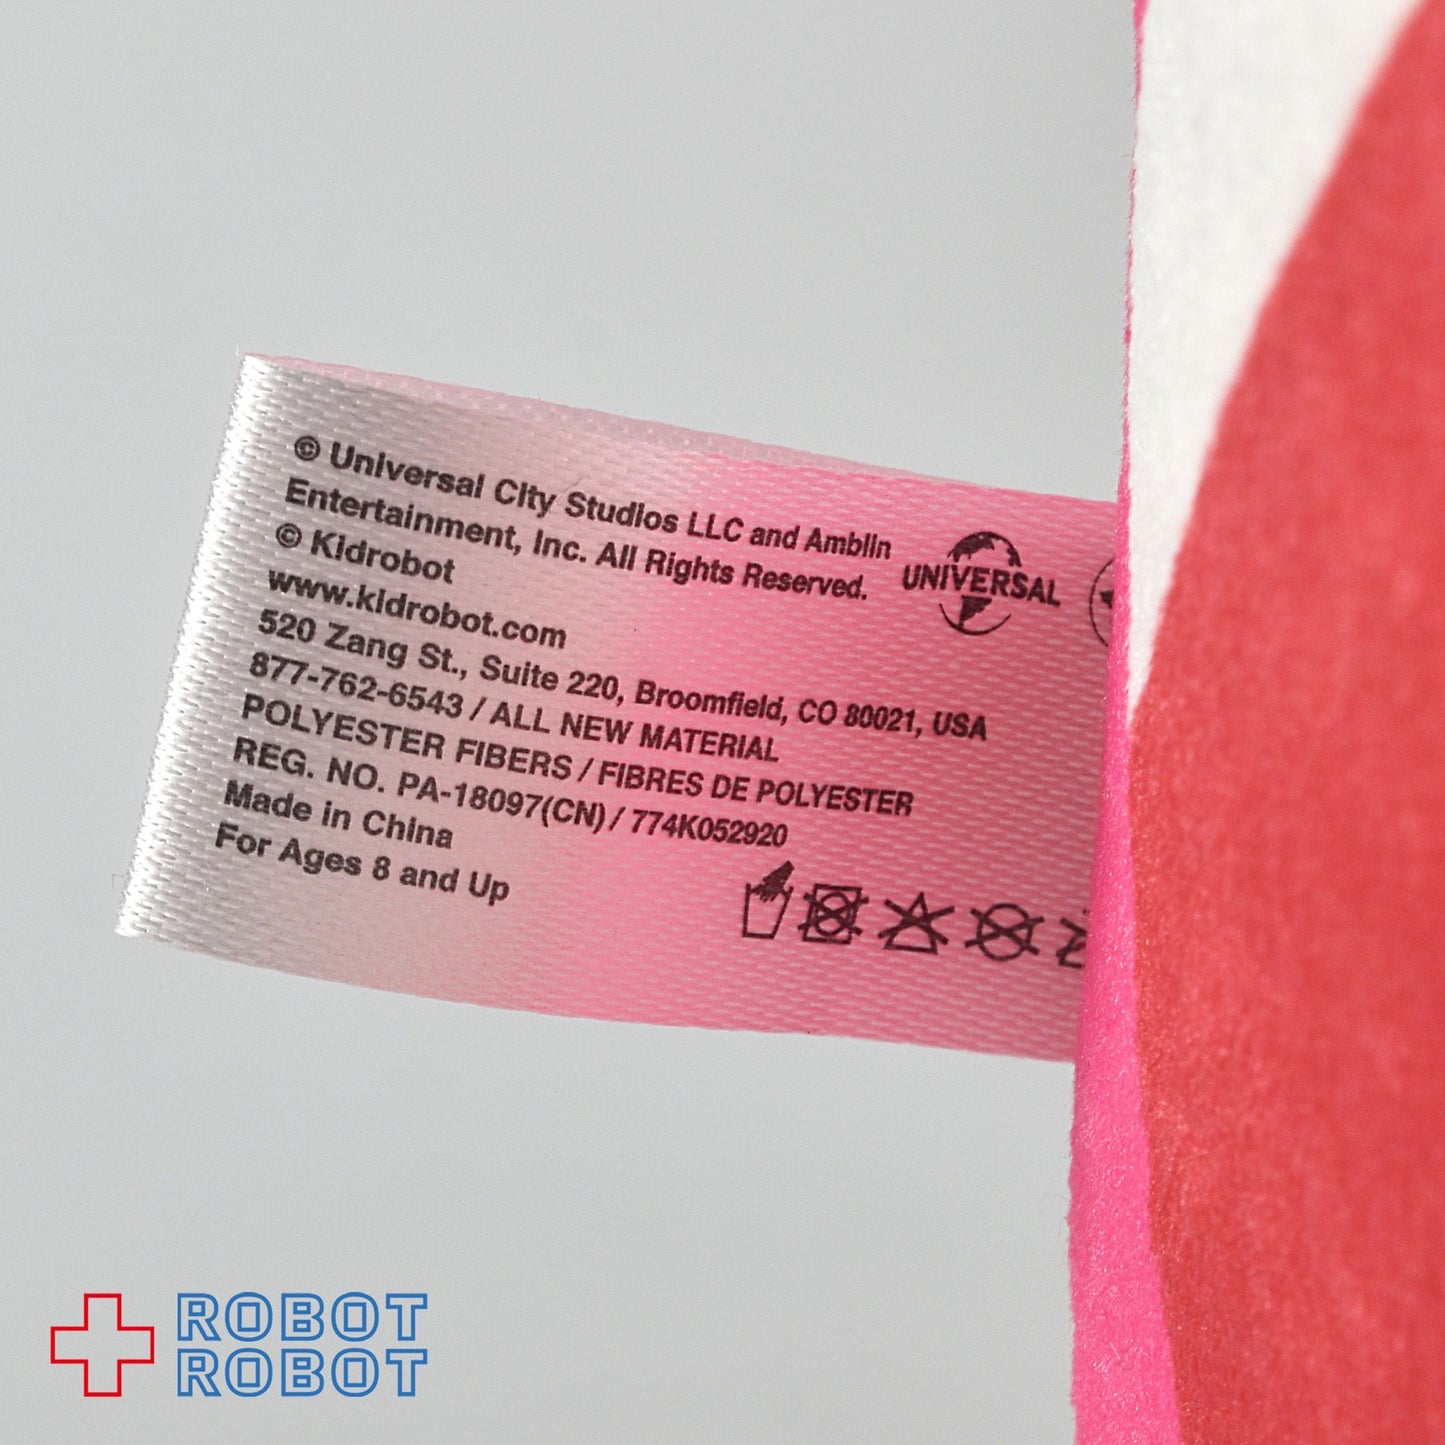 © Universal City Studios LLC and Amblin
Entertainment, Inc. All Rights Reserved.
© Kidrobot
www.kidrobot.com
520 Zang St., Suite 220, Broomfield, CO 80021, USA
877-762-6543 / ALL NEW MATERIAL
POLYESTER FIBERS / FIBRES DE POLYESTER
REG. NO. PA-18097(CN) / 774K052920
Made in China
For Ages 8 and Up
UNIVERSAL
ROBOT
ROBOT